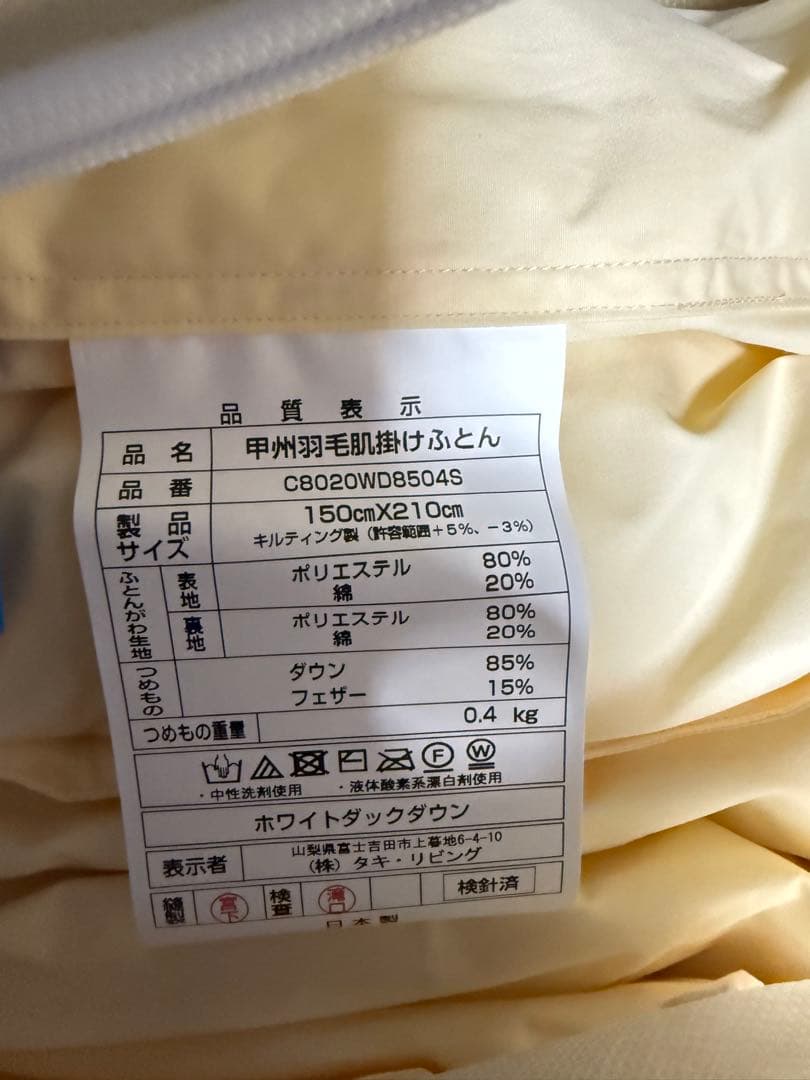 品質表示
品名 甲州羽毛肌掛けふとん
品番 C8020WD8504S
製品サイズ 150cmX210cm
キルティング製（許容範囲＋5％、－3％）
ふとんがわ生地 表地 ポリエステル 80％
綿 20％
裏地 ポリエステル 80％
綿 20％
つめもの ダウン 85％
フェザー 15％
つめもの重量 0.4 kg
F W
・中性洗剤使用 ・液体酸素系漂白剤使用
ホワイトダックダウン
表示者 山梨県富士吉田市上暮地6-4-10
（株）タキ・リビング
縫製 宮下 検査 滝口 検針済
日本製